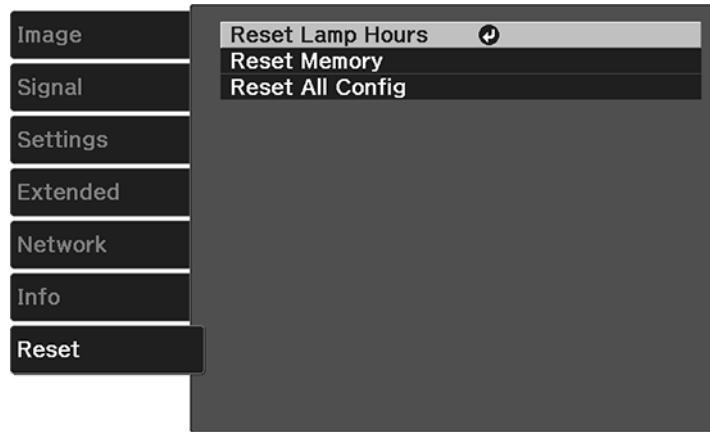 Image
Signal
Settings
Extended
Network
Info
Reset
Reset Lamp Hours
Reset Memory
Reset All Config